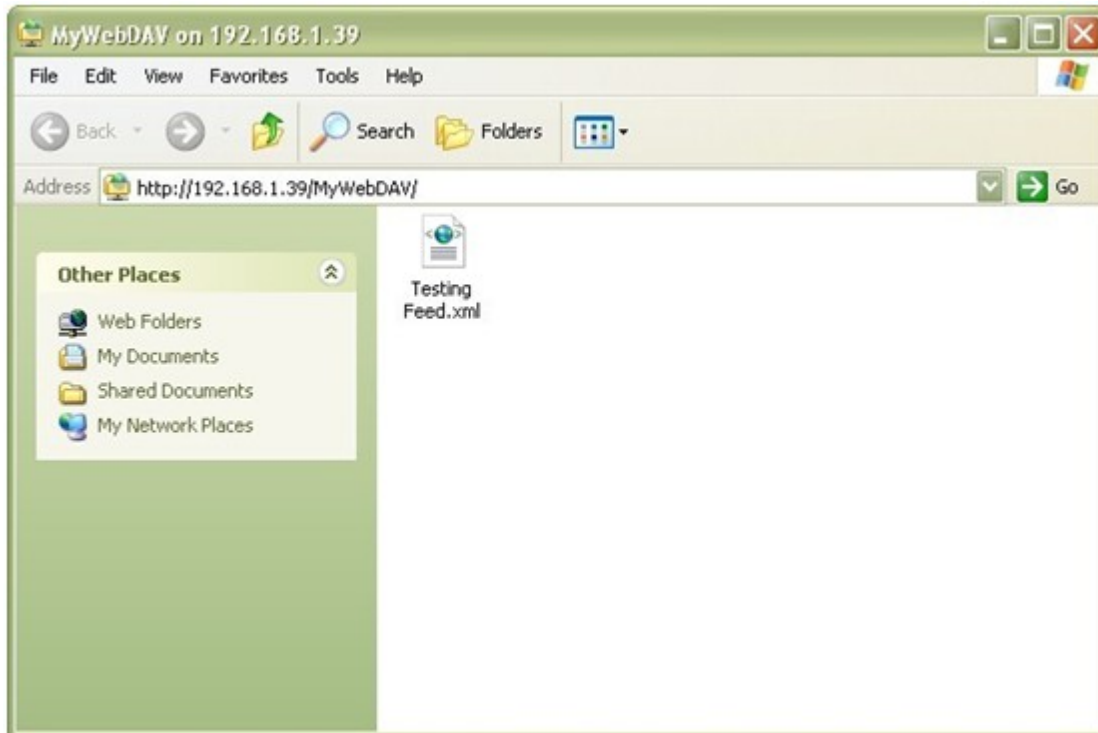 MyWebDAV on 192.168.1.39
File Edit View Favorites Tools Help
Back Search Folders
Address http://192.168.1.39/MyWebDAV/ Go
Other Places
Web Folders
My Documents
Shared Documents
My Network Places
Testing
Feed.xml